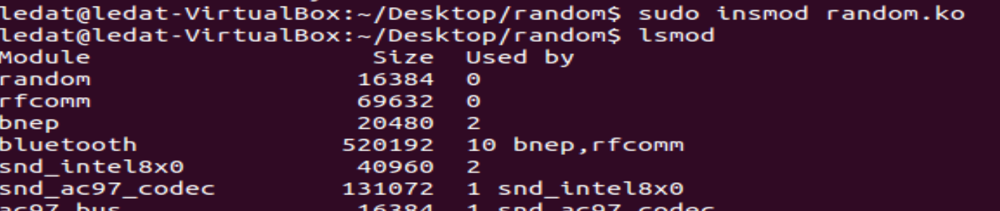 ledat@ledat-VirtualBox:~/Desktop/random$ sudo insmod random.ko
ledat@ledat-VirtualBox:~/Desktop/random$ lsmod
Module                  Size  Used by
random                 16384  0
rfcomm                 69632  0
bnep                   20480  2
bluetooth             520192  10 bnep,rfcomm
snd_intel8x0           40960  2
snd_ac97_codec        131072  1 snd_intel8x0
ac97_bus               16384  1 snd_ac97_codec